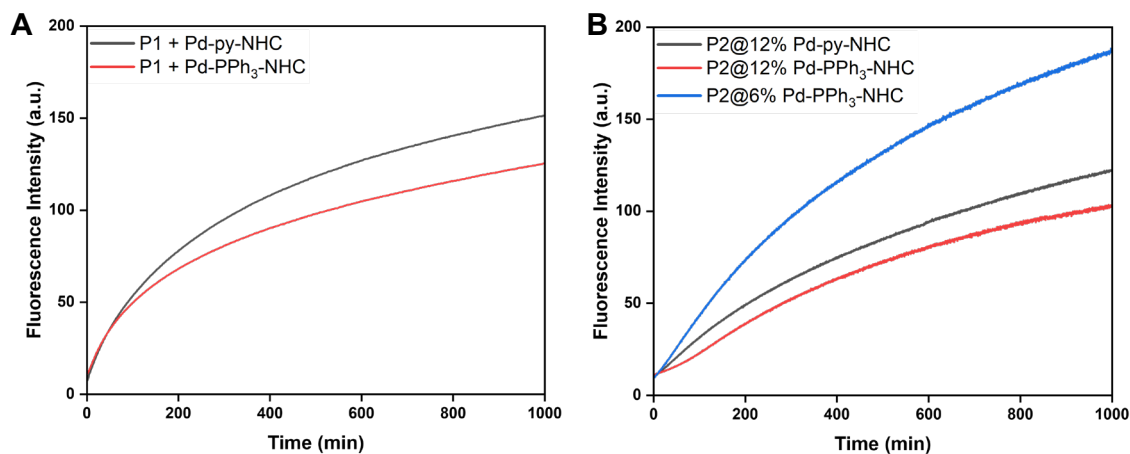 A
200
150
100
50
0
Fluorescence Intensity (a.u.)
P1 + Pd-py-NHC
P1 + Pd-PPh₃-NHC
0 200 400 600 800 1000
Time (min)
B
200
150
100
50
0
Fluorescence Intensity (a.u.)
P2@12% Pd-py-NHC
P2@12% Pd-PPh₃-NHC
P2@6% Pd-PPh₃-NHC
0 200 400 600 800 1000
Time (min)